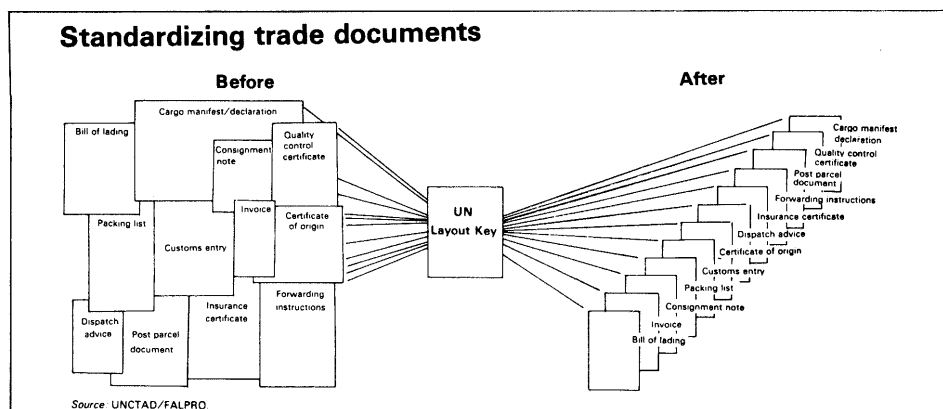 Standardizing trade documents
Before
Cargo manifest/declaration
Bill of lading
Consignment
note
Quality
control
certificate
Packing list
Invoice
Certificate
of origin
Customs entry
Dispatch
advice
Post parcel
document
Insurance
certificate
Forwarding
instructions
UN
Layout Key
After
Cargo manifest
declaration
Quality control
certificate
Post parcel
document
Forwarding instructions
Insurance certificate
Dispatch advice
Certificate of origin
Customs entry
Packing list
Consignment note
Invoice
Bill of lading
Source: UNCTAD/FALPRO.